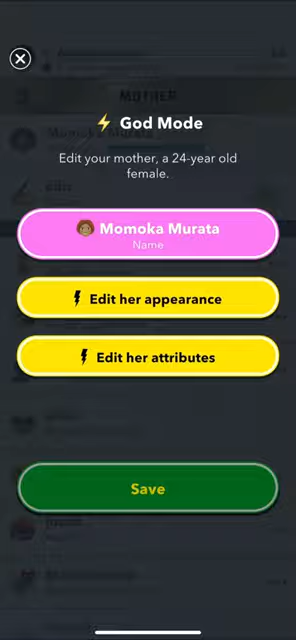 MOTHER
God Mode
Edit your mother, a 24-year old
female.
Momoka Murata
Name
Edit her appearance
Edit her attributes
Save